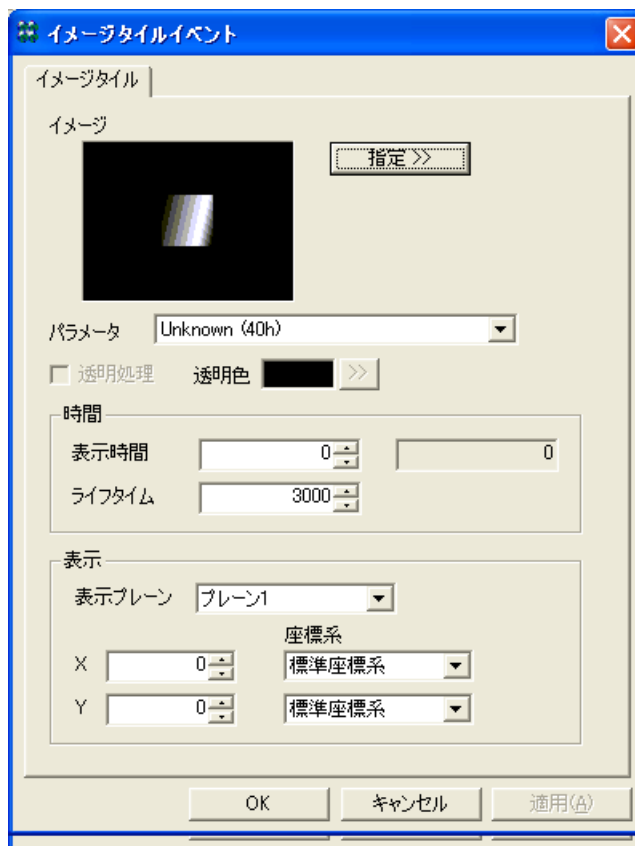 イメージタイルイベント
イメージタイル
イメージ
指定 >>
パラメータ Unknown (40h)
透明処理 透明色 >>
時間
表示時間 0 0
ライフタイム 3000
表示
表示プレーン プレーン1
座標系
X 0 標準座標系
Y 0 標準座標系
OK キャンセル 適用(A)